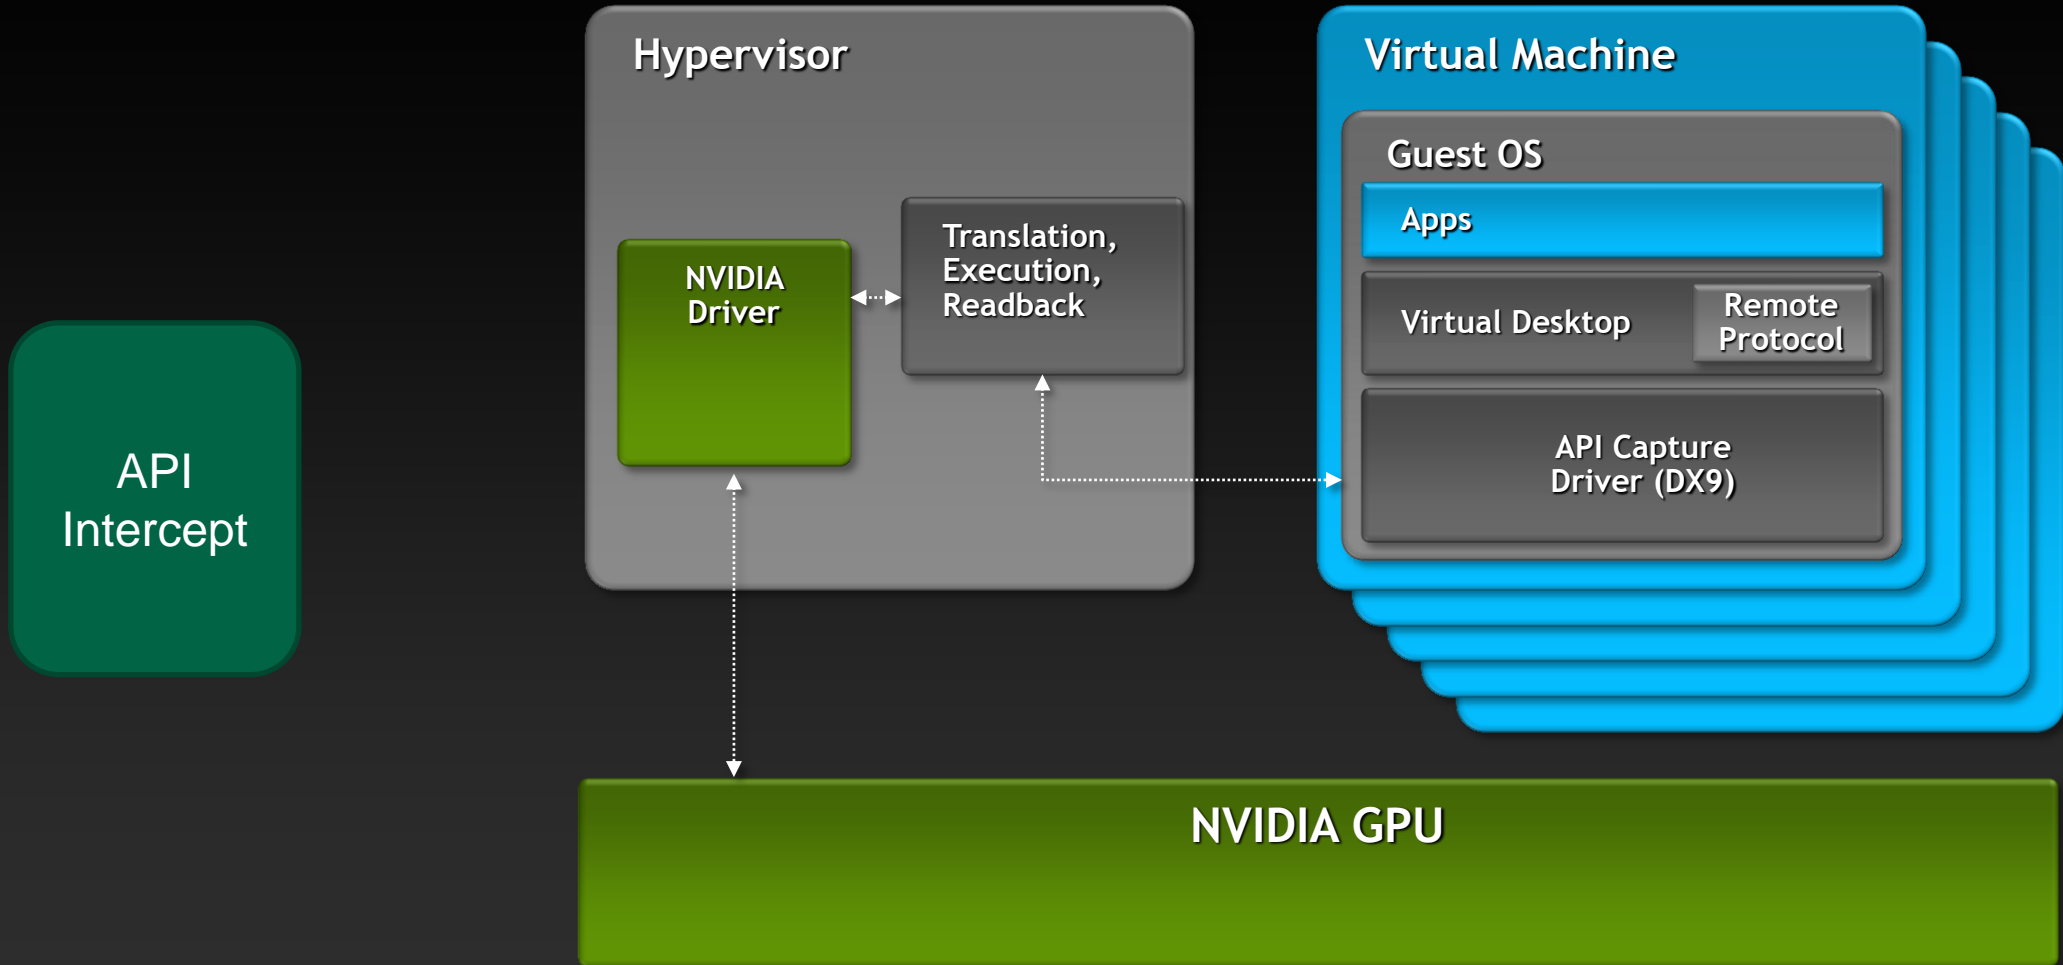 API
Intercept
Hypervisor
NVIDIA
Driver
Translation,
Execution,
Readback
Virtual Machine
Guest OS
Apps
Virtual Desktop
Remote
Protocol
API Capture
Driver (DX9)
NVIDIA GPU